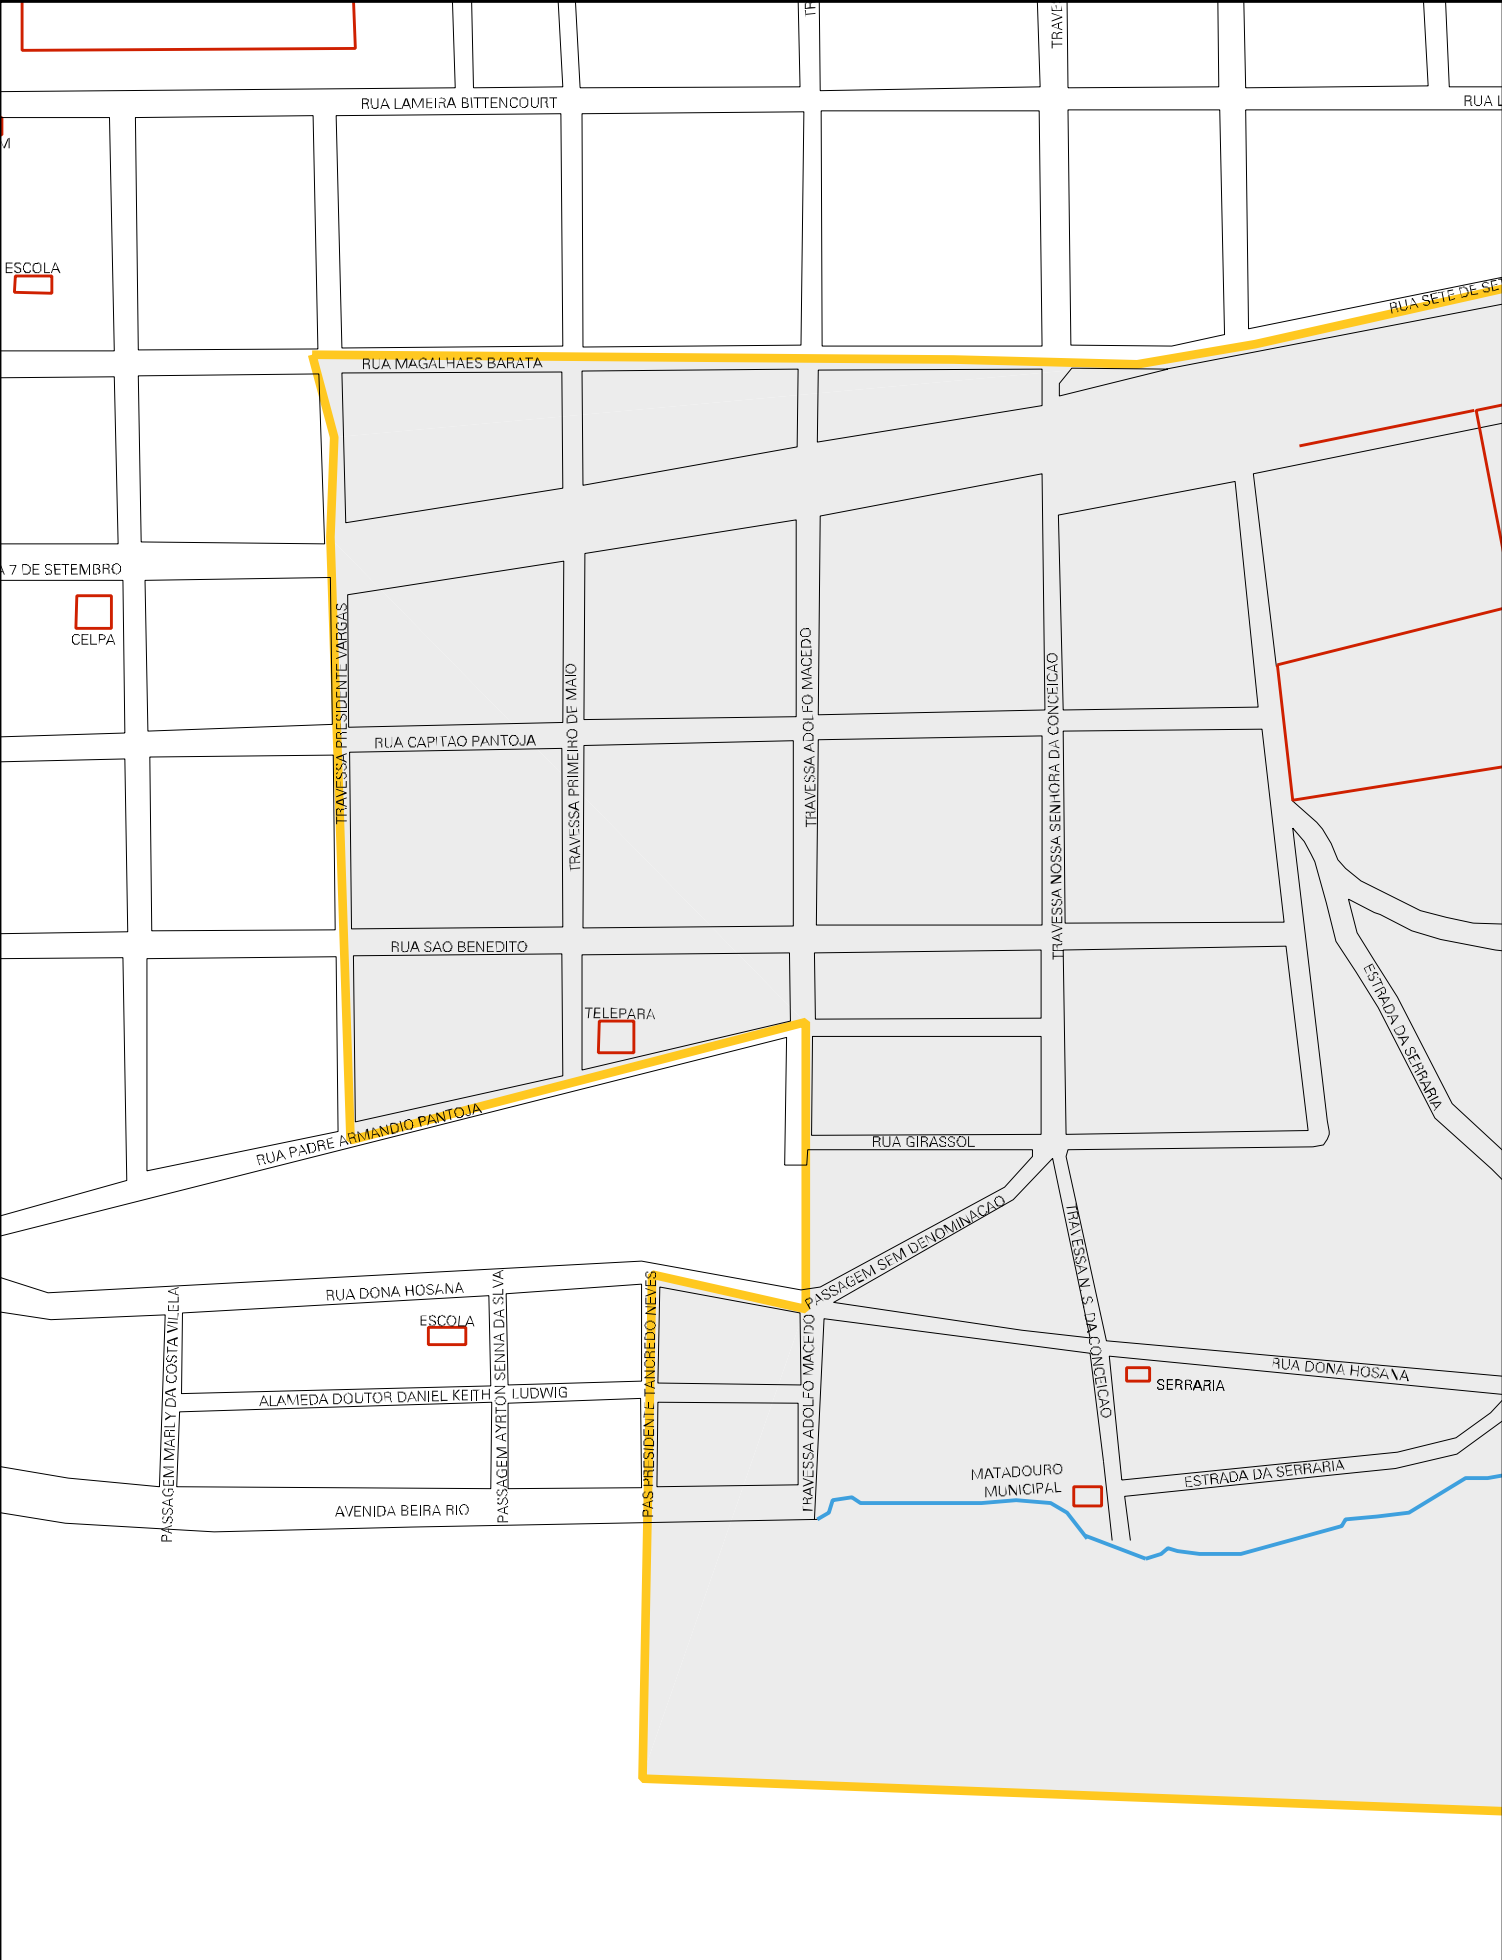 RUA LAMEIRA BITTENCOURT
ESCOLA
RUA MAGALHAES BARATA
7 DE SETEMBRO
CELPA
TRAVESSA PRESIDENTE VARGAS
TRAVESSA PRIMEIRO DE MAIO
TRAVESSA ADOLFO MACEDO
TRAVESSA NOSSA SENHORA DA CONCEICAO
RUA SETE DE SE
RUA L
RUA CAPITAO PANTOJA
RUA SAO BENEDITO
TELEPARA
ESTRADA DA SERRARIA
RUA PADRE ARMANDIO PANTOJA
RUA GIRASSOL
PASSAGEM SEM DENOMINACAO
TRAVESSA N. S. DA CONCEICAO
RUA DONA HOSANA
ESCOLA
ALAMEDA DOUTOR DANIEL KEITH LUDWIG
PASSAGEM MARLY DA COSTA VILELA
PASSAGEM AYRTON SENNA DA SLVA
PAS PRESIDENTE TANCREDO NEVES
TRAVESSA ADOLFO MACEDO
RUA DONA HOSANA
SERRARIA
MATADOURO
MUNICIPAL
ESTRADA DA SERRARIA
AVENIDA BEIRA RIO